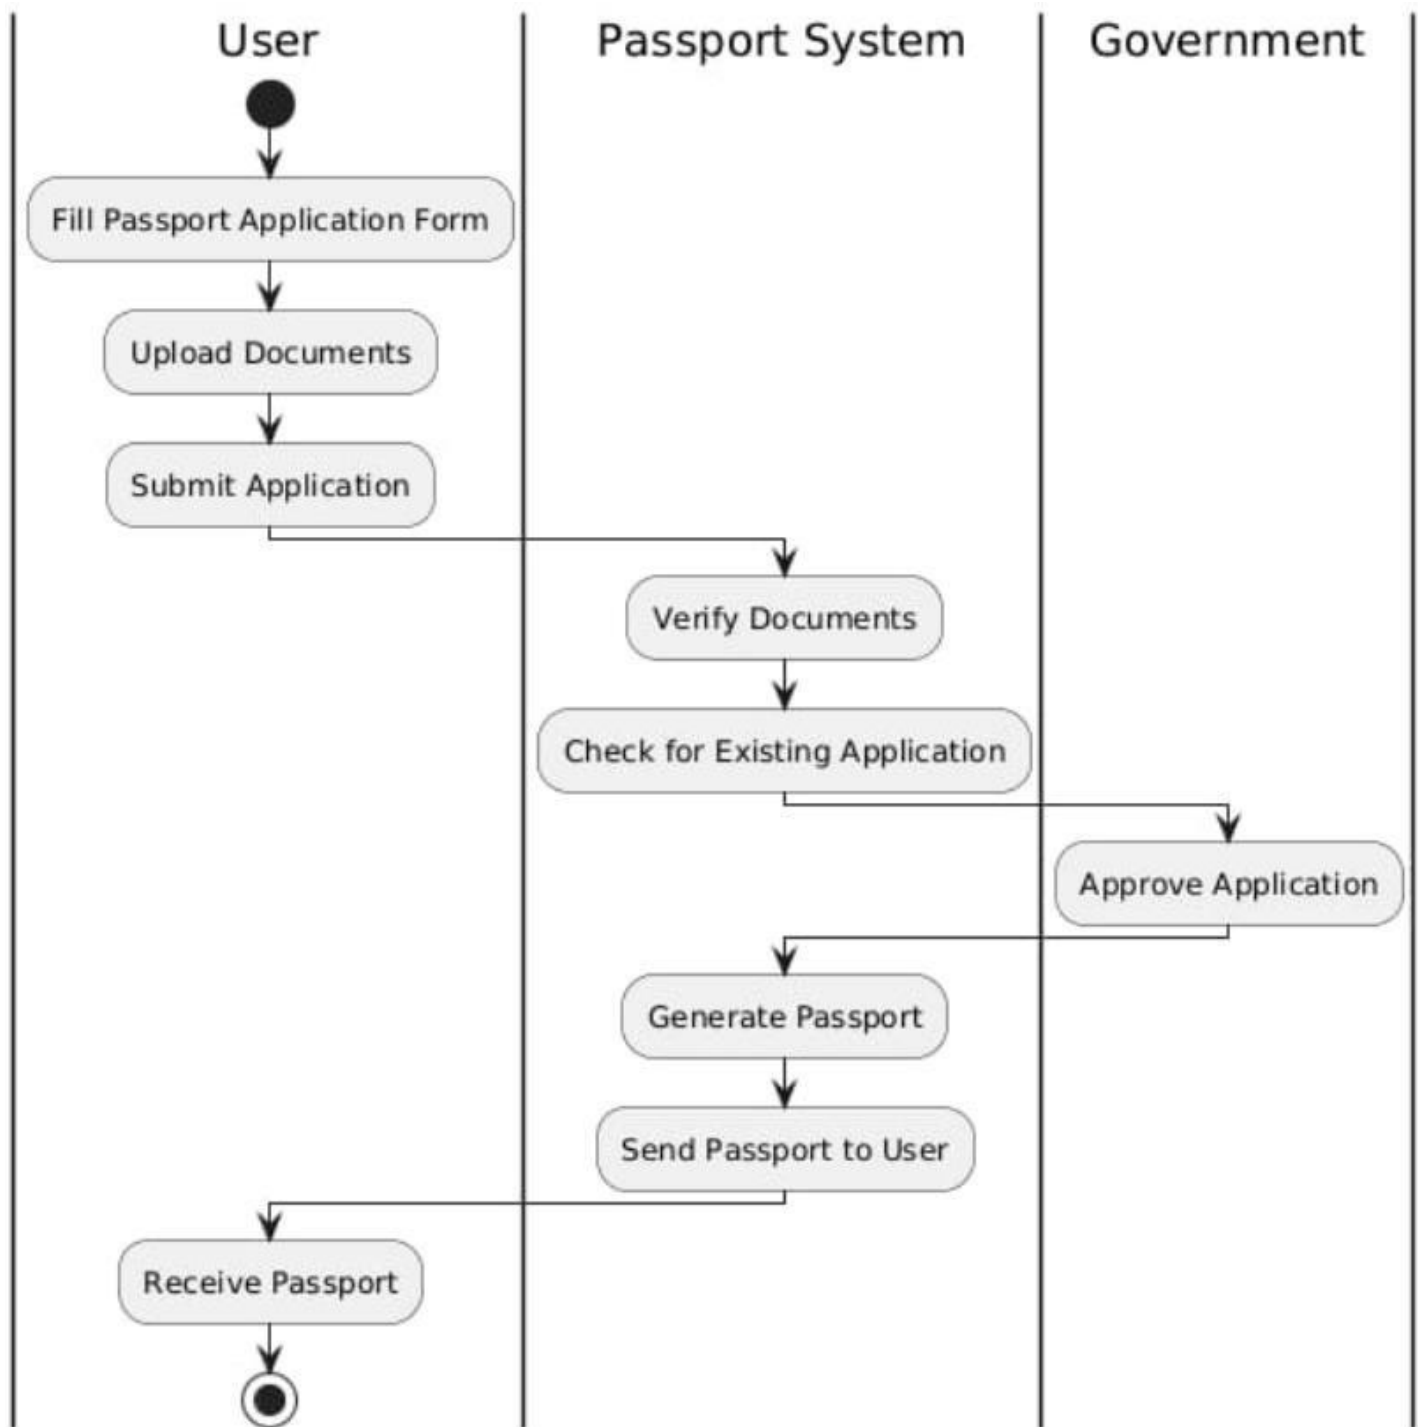 User
Passport System
Government
Fill Passport Application Form
Upload Documents
Submit Application
Verify Documents
Check for Existing Application
Approve Application
Generate Passport
Send Passport to User
Receive Passport